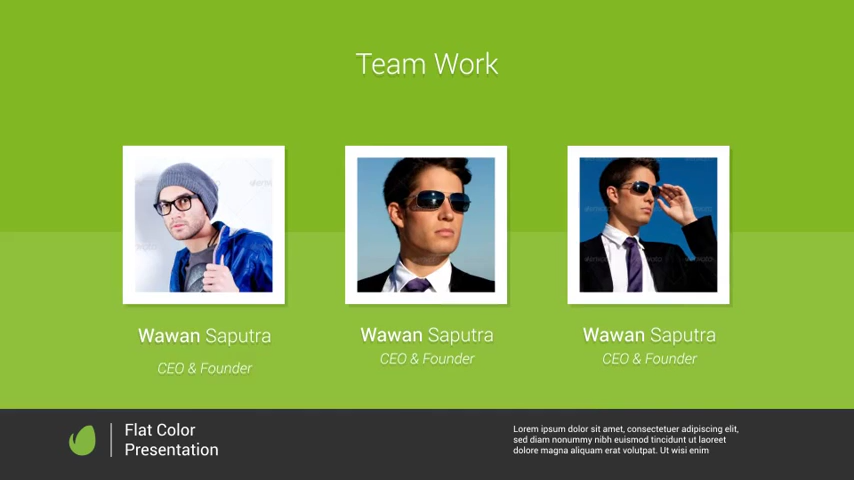 Team Work
Wawan Saputra
CEO & Founder
Wawan Saputra
CEO & Founder
Wawan Saputra
CEO & Founder
Flat Color
Presentation
Lorem ipsum dolor sit amet, consectetuer adipiscing elit,
sed diam nonummy nibh euismod tincidunt ut laoreet
dolore magna aliquam erat volutpat. Ut wisi enim